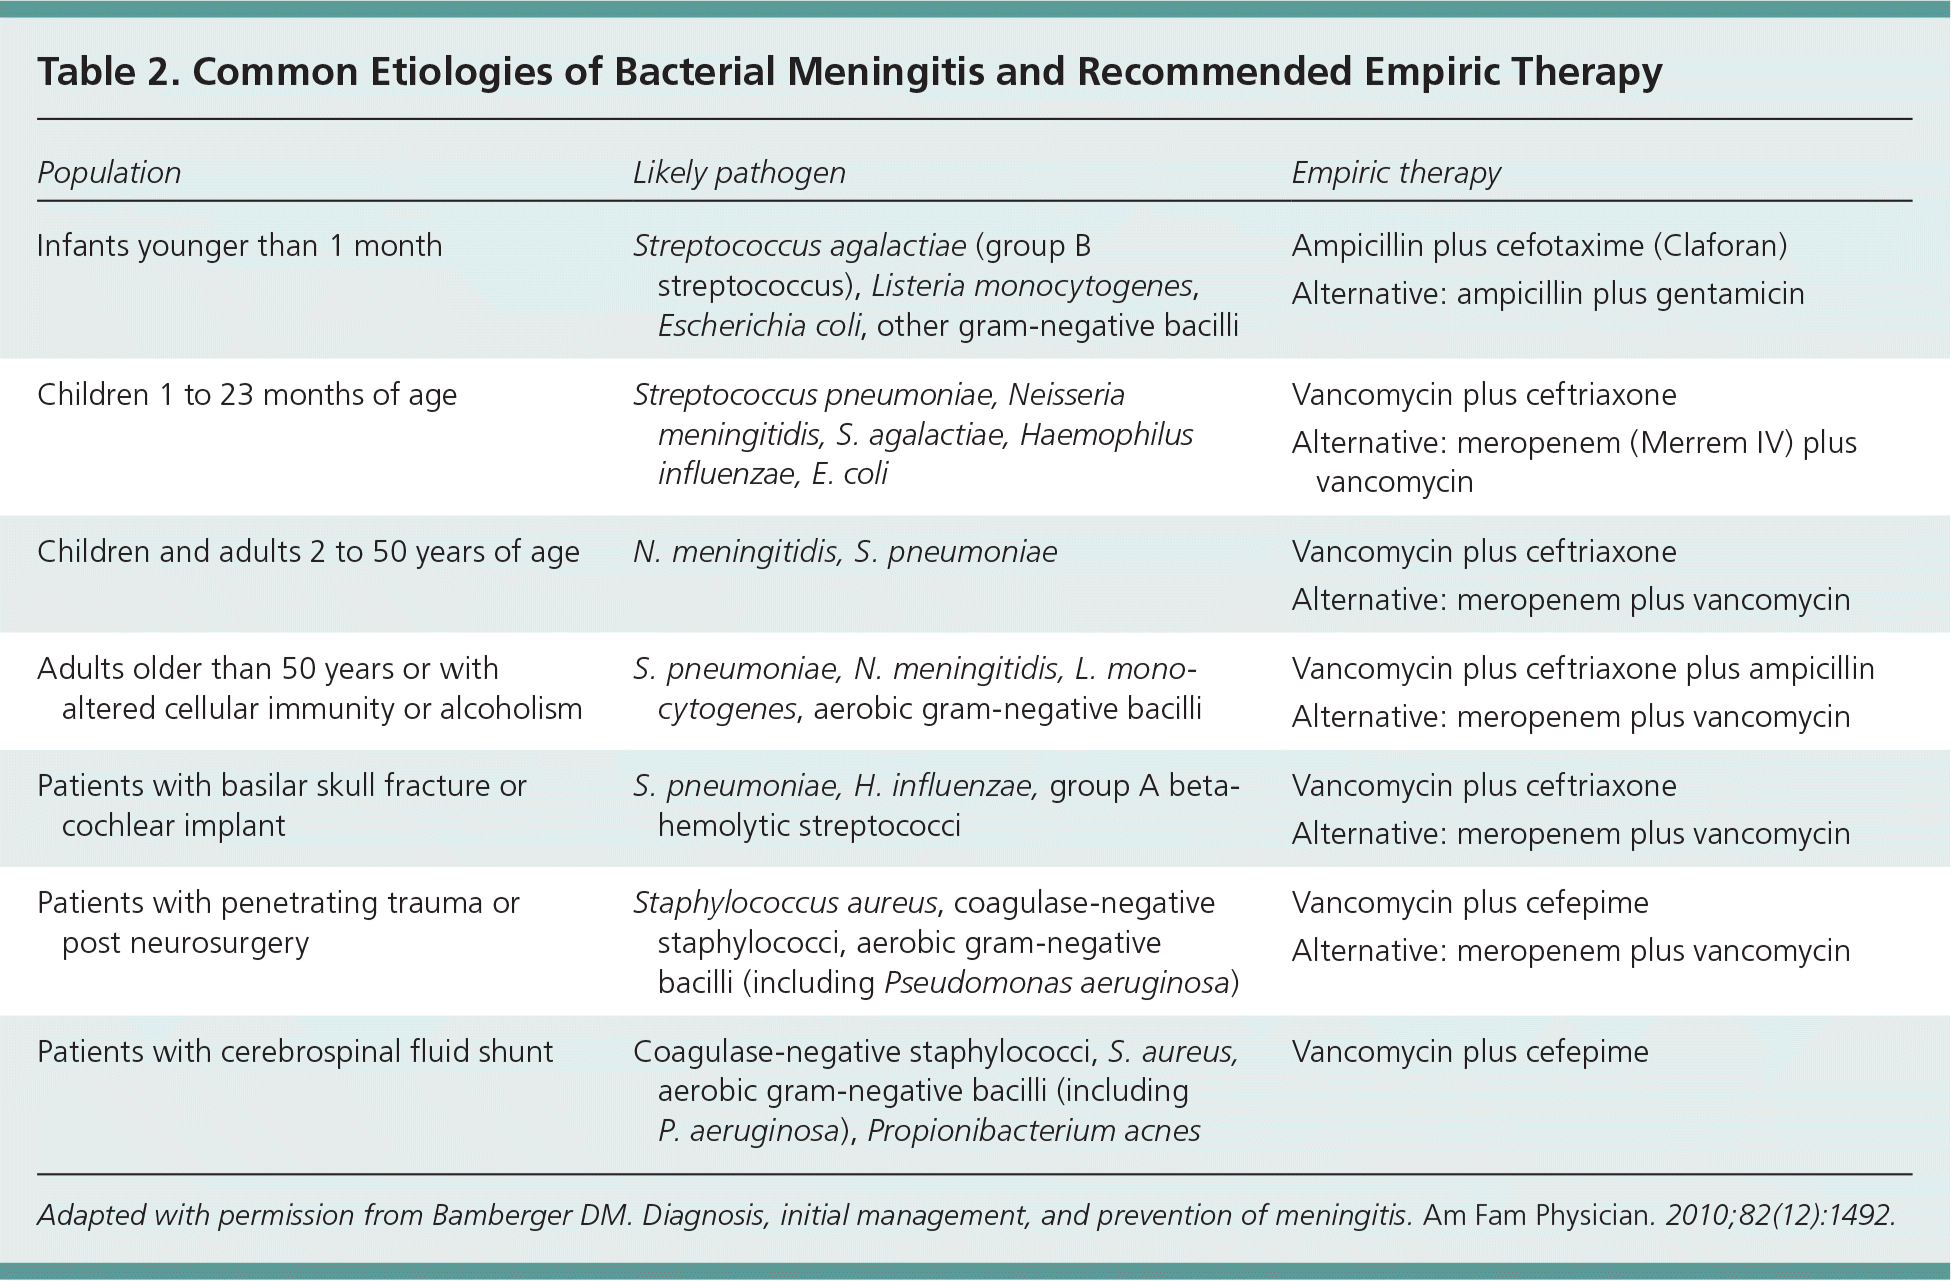 Table 2. Common Etiologies of Bacterial Meningitis and Recommended Empiric Therapy
Population Likely pathogen Empiric therapy
Infants younger than 1 month
Streptococcus agalactiae (group B
streptococcus), Listeria monocytogenes,
Escherichia coli, other gram-negative bacilli
Ampicillin plus cefotaxime (Claforan)
Alternative: ampicillin plus gentamicin
Children 1 to 23 months of age
Streptococcus pneumoniae, Neisseria
meningitidis, S. agalactiae, Haemophilus
influenzae, E. coli
Vancomycin plus ceftriaxone
Alternative: meropenem (Merrem IV) plus
vancomycin
Children and adults 2 to 50 years of age
N. meningitidis, S. pneumoniae
Vancomycin plus ceftriaxone
Alternative: meropenem plus vancomycin
Adults older than 50 years or with
altered cellular immunity or alcoholism
S. pneumoniae, N. meningitidis, L. mono-
cytogenes, aerobic gram-negative bacilli
Vancomycin plus ceftriaxone plus ampicillin
Alternative: meropenem plus vancomycin
Patients with basilar skull fracture or
cochlear implant
S. pneumoniae, H. influenzae, group A beta-
hemolytic streptococci
Vancomycin plus ceftriaxone
Alternative: meropenem plus vancomycin
Patients with penetrating trauma or
post neurosurgery
Staphylococcus aureus, coagulase-negative
staphylococci, aerobic gram-negative
bacilli (including Pseudomonas aeruginosa)
Vancomycin plus cefepime
Alternative: meropenem plus vancomycin
Patients with cerebrospinal fluid shunt
Coagulase-negative staphylococci, S. aureus,
aerobic gram-negative bacilli (including
P. aeruginosa), Propionibacterium acnes
Vancomycin plus cefepime
Adapted with permission from Bamberger DM. Diagnosis, initial management, and prevention of meningitis. Am Fam Physician. 2010;82(12):1492.